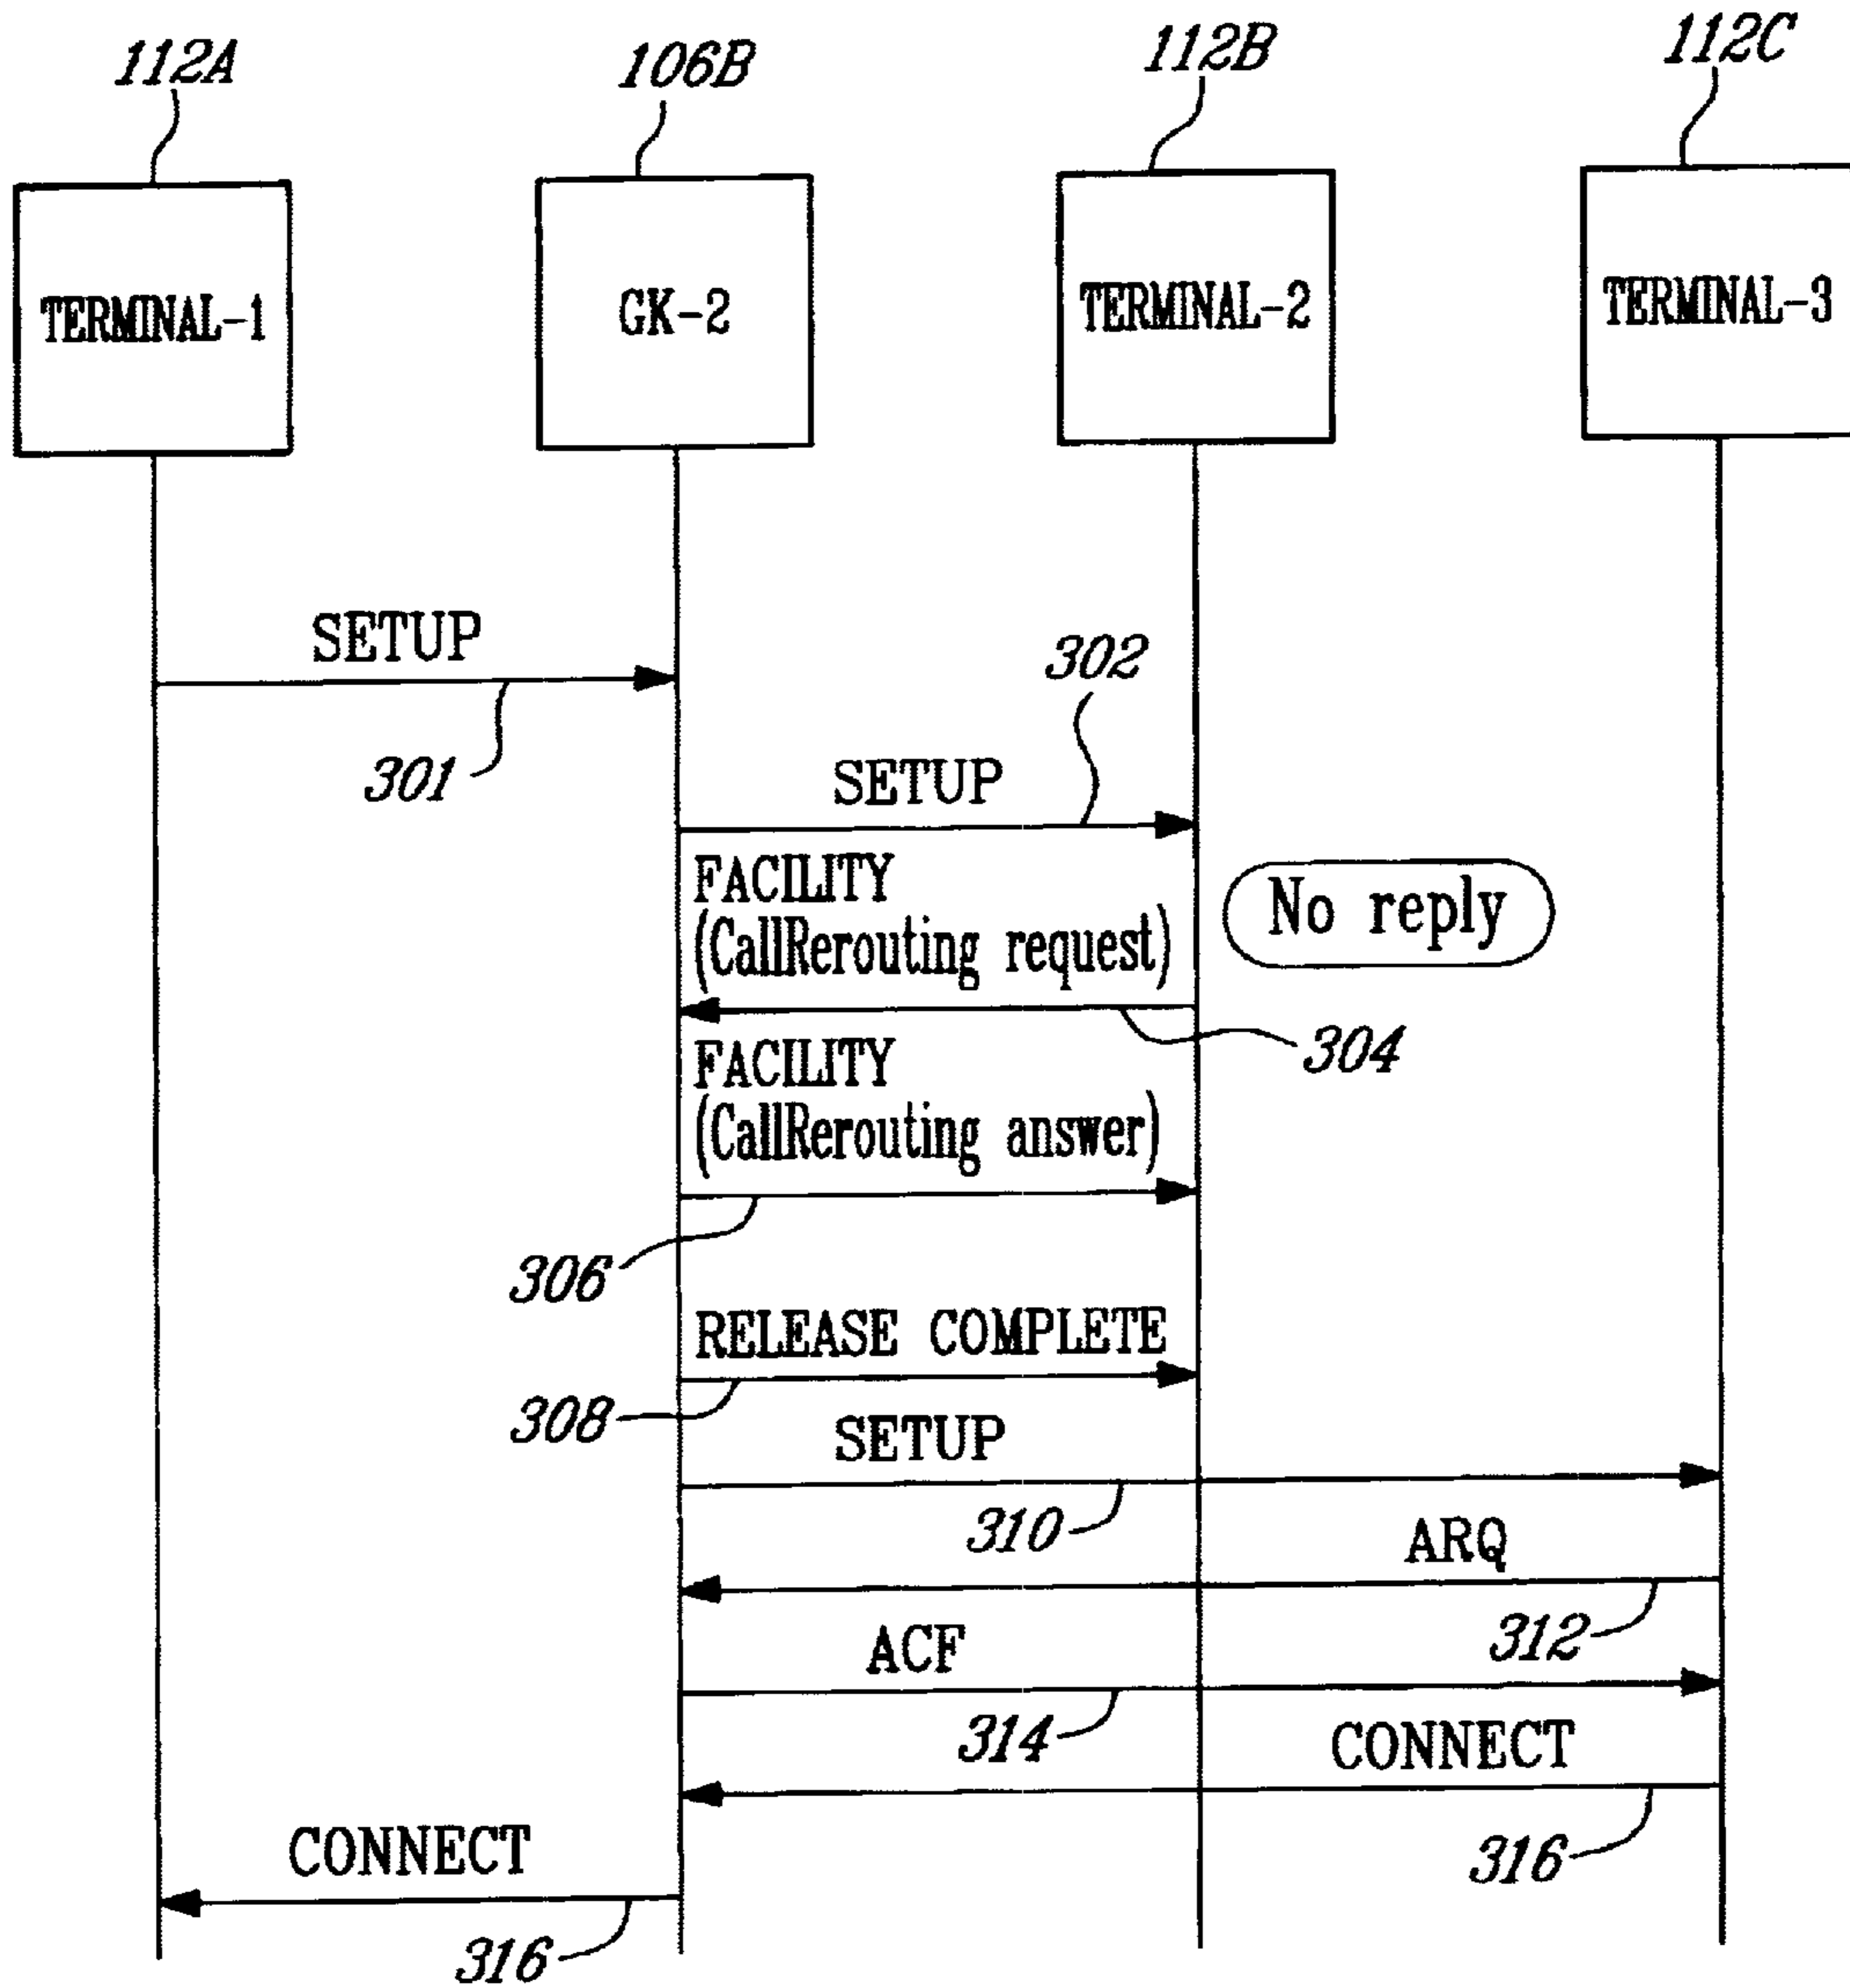 112A
106B
112B
112C
TERMINAL-1
GK-2
TERMINAL-2
TERMINAL-3
SETUP
301
302
SETUP
FACILITY
(CallRerouting request)
No reply
304
FACILITY
(CallRerouting answer)
306
RELEASE COMPLETE
308
SETUP
310
ARQ
312
ACF
314
CONNECT
316
CONNECT
316